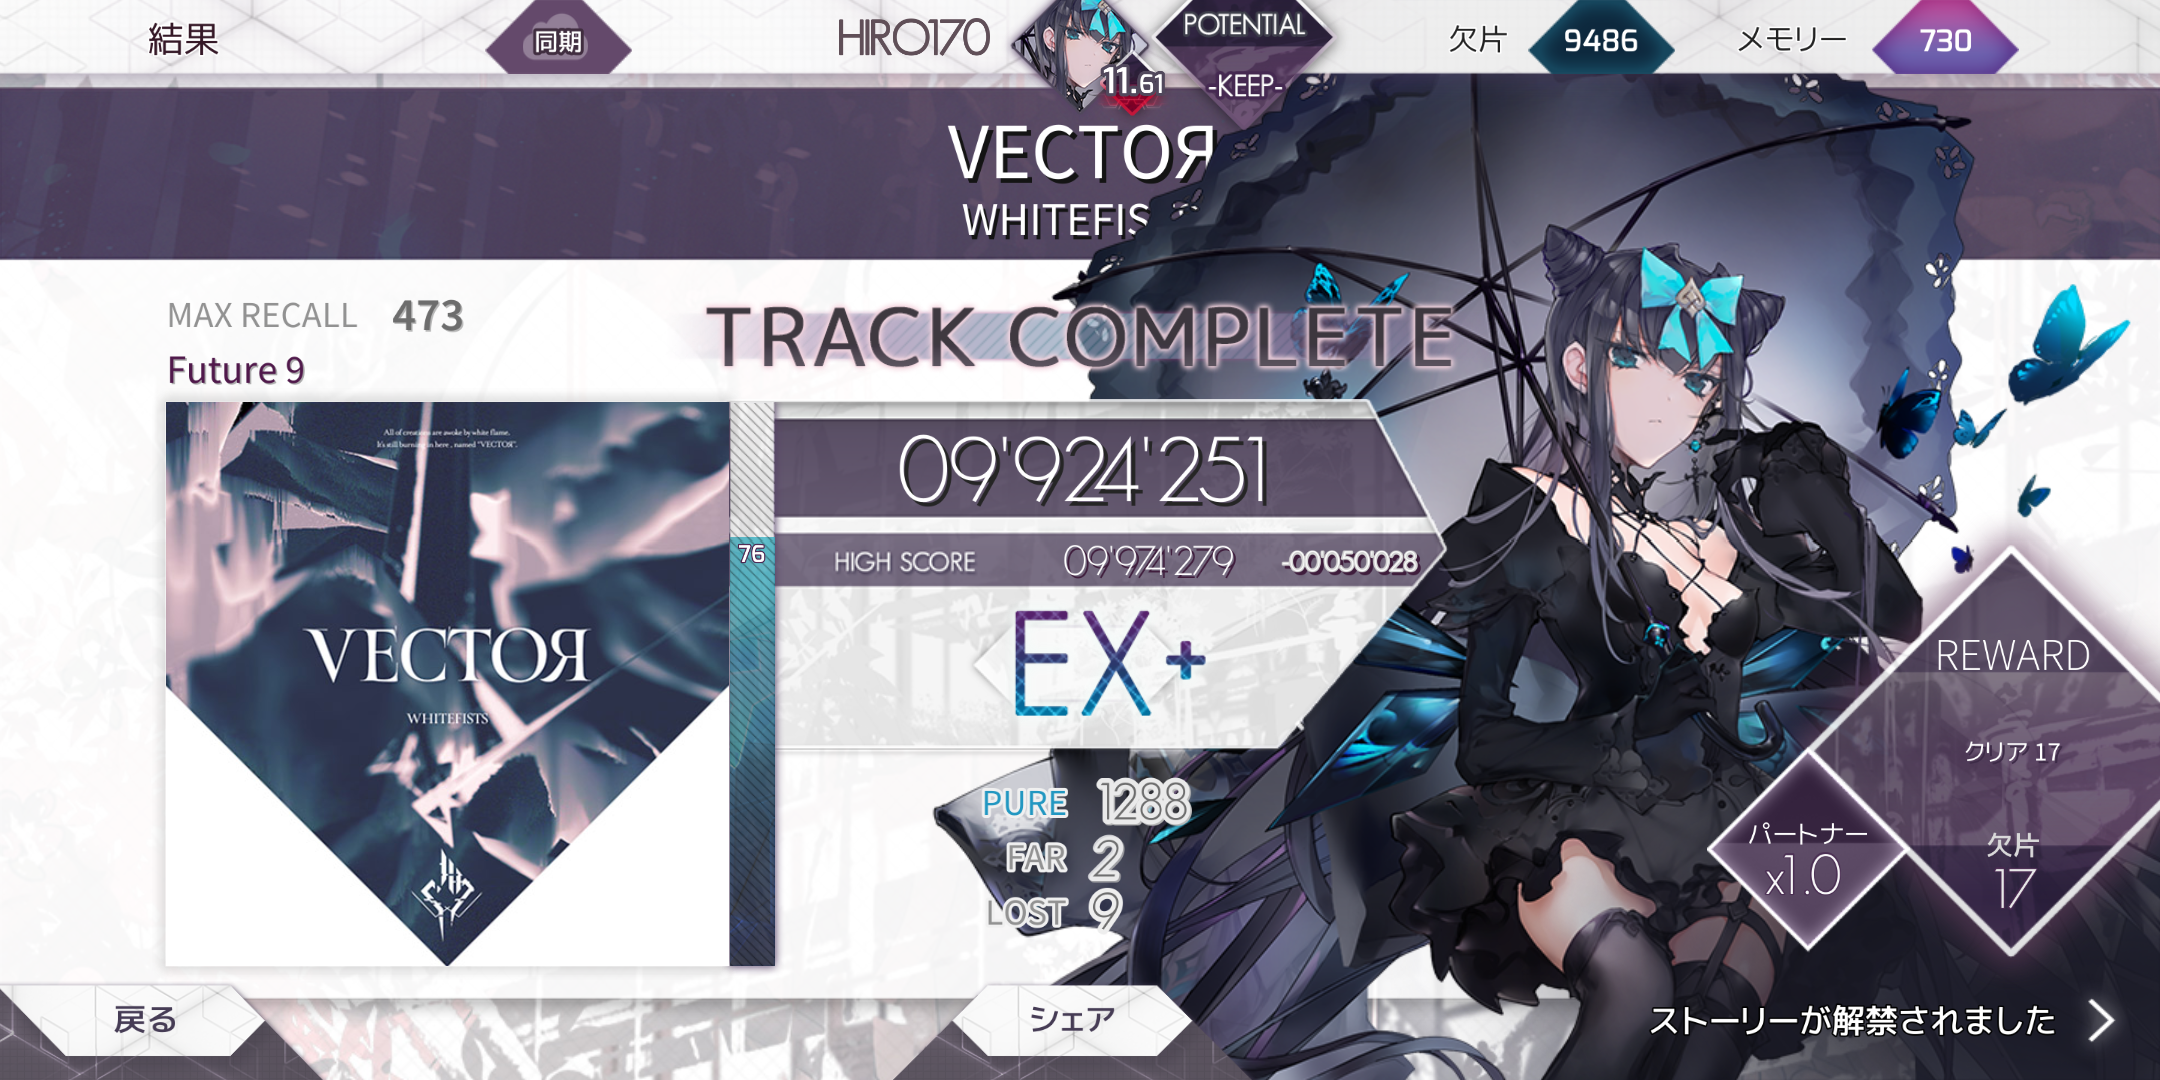 結果
同期
HIRO170
11.61
POTENTIAL
-KEEP-
欠片
9486
メモリー
730
VECTOЯ
WHITEFIS
MAX RECALL 473
Future 9
TRACK COMPLETE
All of creations are awoke by white flame.
It's still burning in here , named "VECTOЯ".
VECTOЯ
WHITEFISTS
76
09'924'251
HIGH SCORE 09'974'279 -00'050'028
EX+
PURE 1288
FAR 2
LOST 9
REWARD
クリア 17
パートナー
x1.0
欠片
17
戻る
シェア
ストーリーが解禁されました